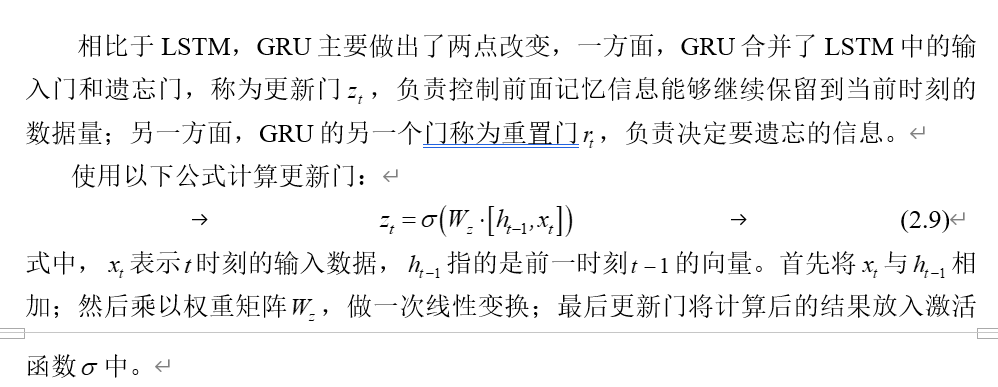 相比于 LSTM，GRU 主要做出了两点改变，一方面，GRU 合并了 LSTM 中的输
入门和遗忘门，称为更新门 z_t ，负责控制前面记忆信息能够继续保留到当前时刻的
数据量；另一方面，GRU 的另一个门称为重置门 r_t ，负责决定要遗忘的信息。↵
使用以下公式计算更新门：↵
→ z_t = σ(W_z ·[h_{t-1},x_t]) → (2.9)↵
式中， x_t 表示 t 时刻的输入数据， h_{t-1} 指的是前一时刻 t-1 的向量。首先将 x_t 与 h_{t-1} 相
加；然后乘以权重矩阵 W_z ，做一次线性变换；最后更新门将计算后的结果放入激活
函数 σ 中。↵